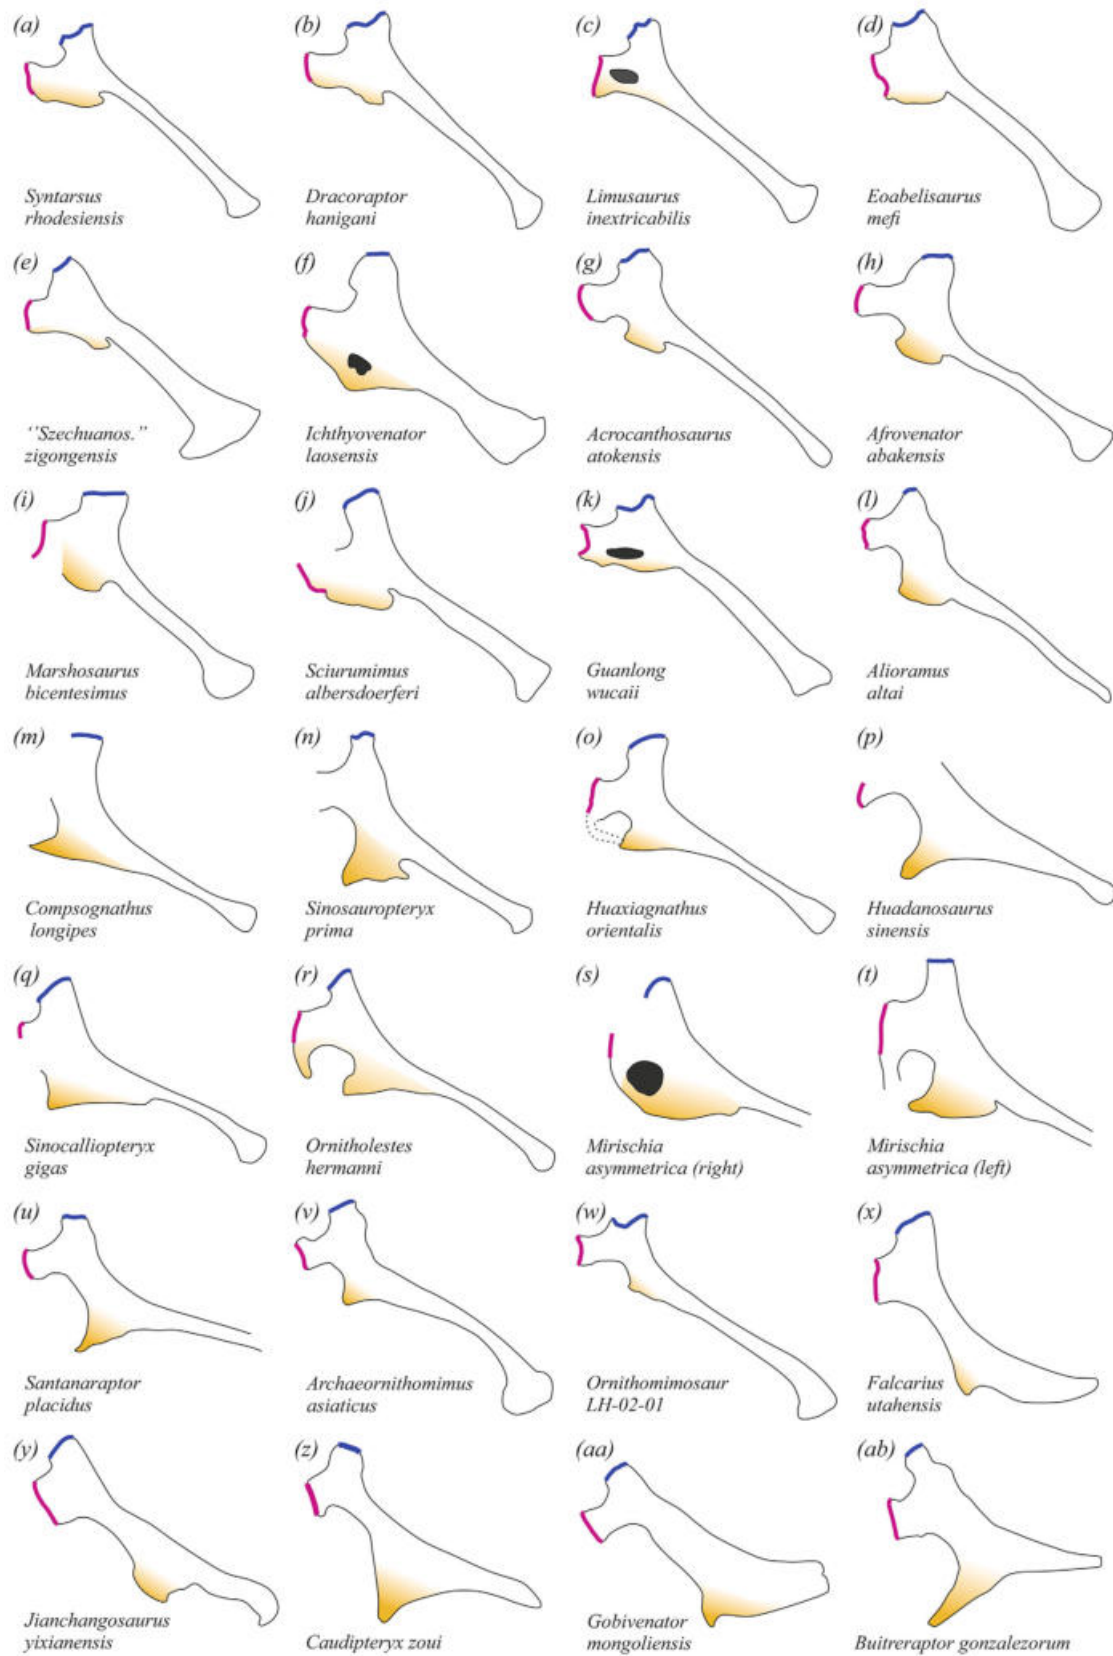 (a)
Syntarsus
rhodesiensis
(b)
Dracoraptor
hanigani
(c)
Limusaurus
inextricabilis
(d)
Eoabelisaurus
mefi
(e)
‘‘Szechuanos.”
zigongensis
(f)
Ichthyovenator
laosensis
(g)
Acrocanthosaurus
atokensis
(h)
Afrovenator
abakensis
(i)
Marshosaurus
bicentesimus
(j)
Sciurumimus
albersdoerferi
(k)
Guanlong
wucaii
(l)
Alioramus
altai
(m)
Compsognathus
longipes
(n)
Sinosauropteryx
prima
(o)
Huaxiagnathus
orientalis
(p)
Huadanosaurus
sinensis
(q)
Sinocalliopteryx
gigas
(r)
Ornitholestes
hermanni
(s)
Mirischia
asymmetrica (right)
(t)
Mirischia
asymmetrica (left)
(u)
Santanaraptor
placidus
(v)
Archaeornithomimus
asiaticus
(w)
Ornithomimosaur
LH-02-01
(x)
Falcarius
utahensis
(y)
Jianchangosaurus
yixianensis
(z)
Caudipteryx zoui
(aa)
Gobivenator
mongoliensis
(ab)
Buitreraptor gonzalezorum